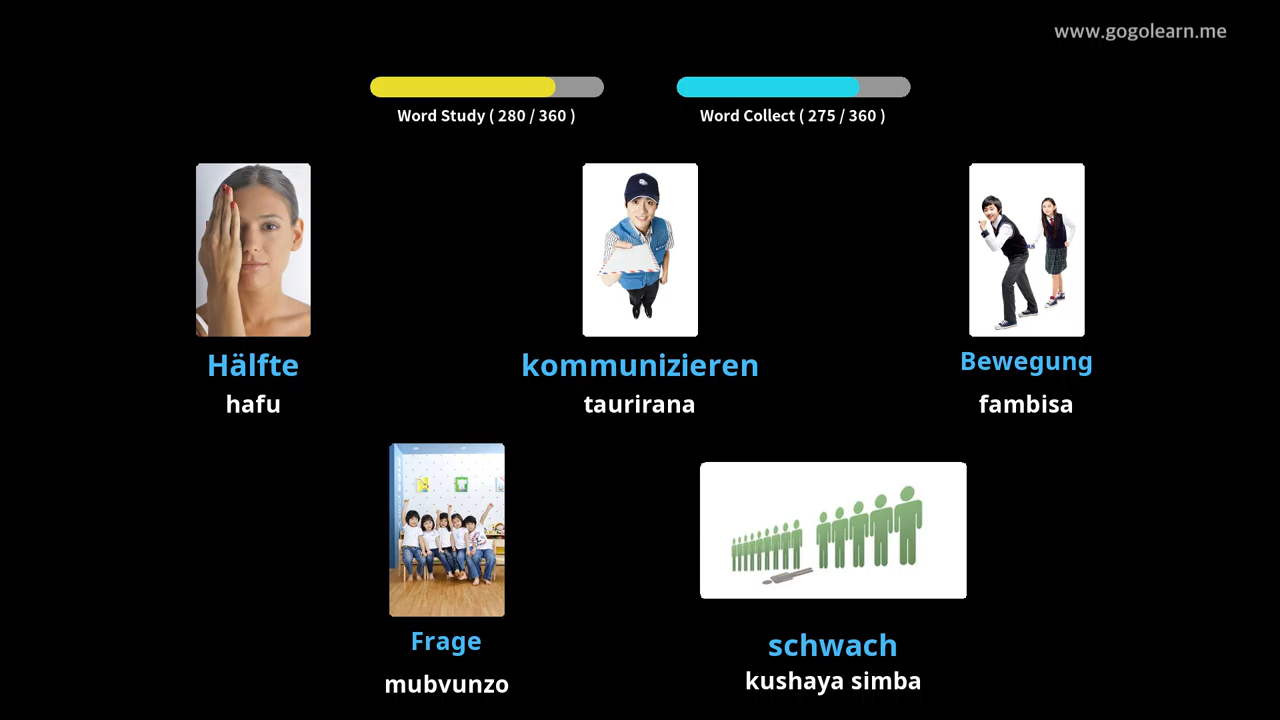 www.gogolearn.me
Word Study ( 280 / 360 )
Word Collect ( 275 / 360 )
Hälfte
hafu
kommunizieren
taurirana
Bewegung
fambisa
Frage
mubvunzo
schwach
kushaya simba